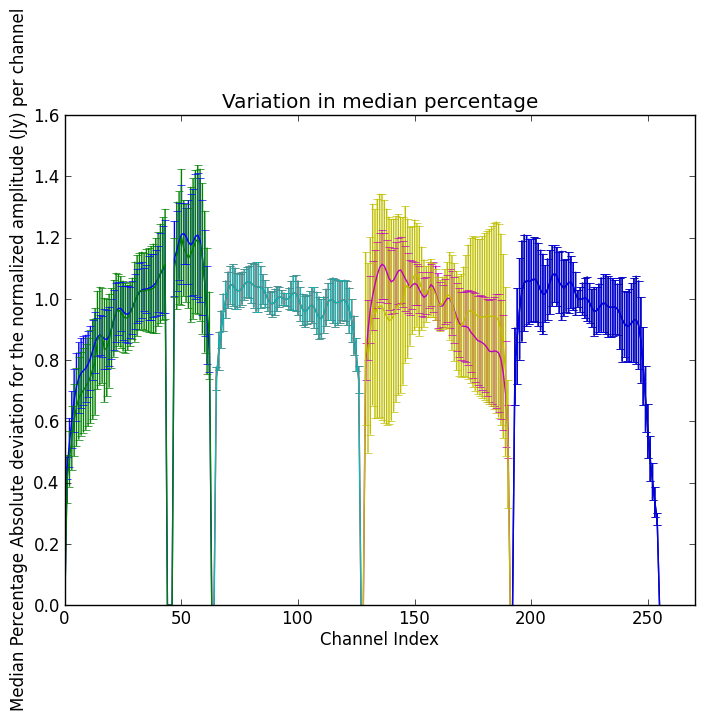 Variation in median percentage
Median Percentage Absolute deviation for the normalized amplitude (Jy) per channel
1.6
1.4
1.2
1.0
0.8
0.6
0.4
0.2
0.0
0 50 100 150 200 250
Channel Index